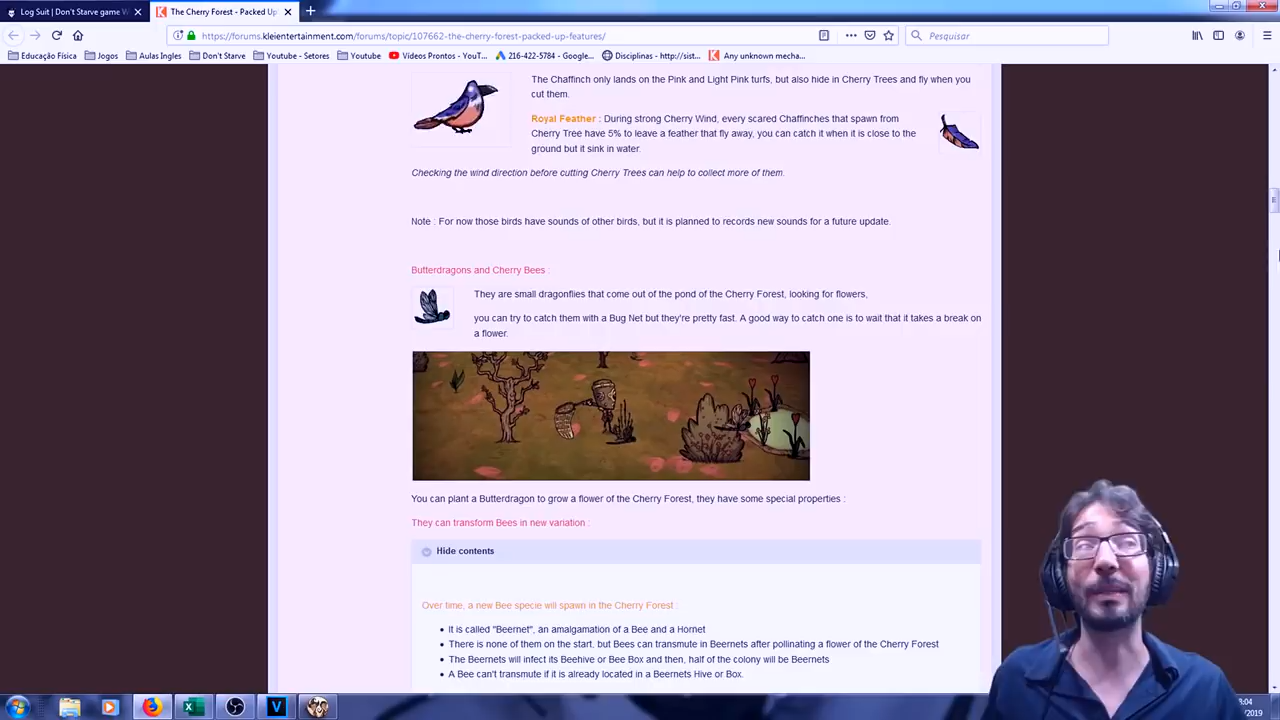 Log Suit | Don't Starve game W
The Cherry Forest - Packed Up
https://forums.kleientertainment.com/forums/topic/107662-the-cherry-forest-packed-up-features/
Pesquisar
Educação Física
Jogos
Aulas Ingles
Don't Starve
Youtube - Setores
Youtube
Vídeos Prontos - YouT...
216-422-5784 - Google...
Disciplinas - http://sist...
Any unknown mecha...
The Chaffinch only lands on the Pink and Light Pink turfs, but also hide in Cherry Trees and fly when you
cut them.
Royal Feather : During strong Cherry Wind, every scared Chaffinches that spawn from
Cherry Tree have 5% to leave a feather that fly away, you can catch it when it is close to the
ground but it sink in water.
Checking the wind direction before cutting Cherry Trees can help to collect more of them.
Note : For now those birds have sounds of other birds, but it is planned to records new sounds for a future update.
Butterdragons and Cherry Bees :
They are small dragonflies that come out of the pond of the Cherry Forest, looking for flowers,
you can try to catch them with a Bug Net but they're pretty fast. A good way to catch one is to wait that it takes a break on
a flower.
You can plant a Butterdragon to grow a flower of the Cherry Forest, they have some special properties :
They can transform Bees in new variation :
Hide contents
Over time, a new Bee specie will spawn in the Cherry Forest :
• It is called "Beernet", an amalgamation of a Bee and a Hornet
• There is none of them on the start, but Bees can transmute in Beernets after pollinating a flower of the Cherry Forest
• The Beernets will infect its Beehive or Bee Box and then, half of the colony will be Beernets
• A Bee can't transmute if it is already located in a Beernets Hive or Box.
:04
/2019